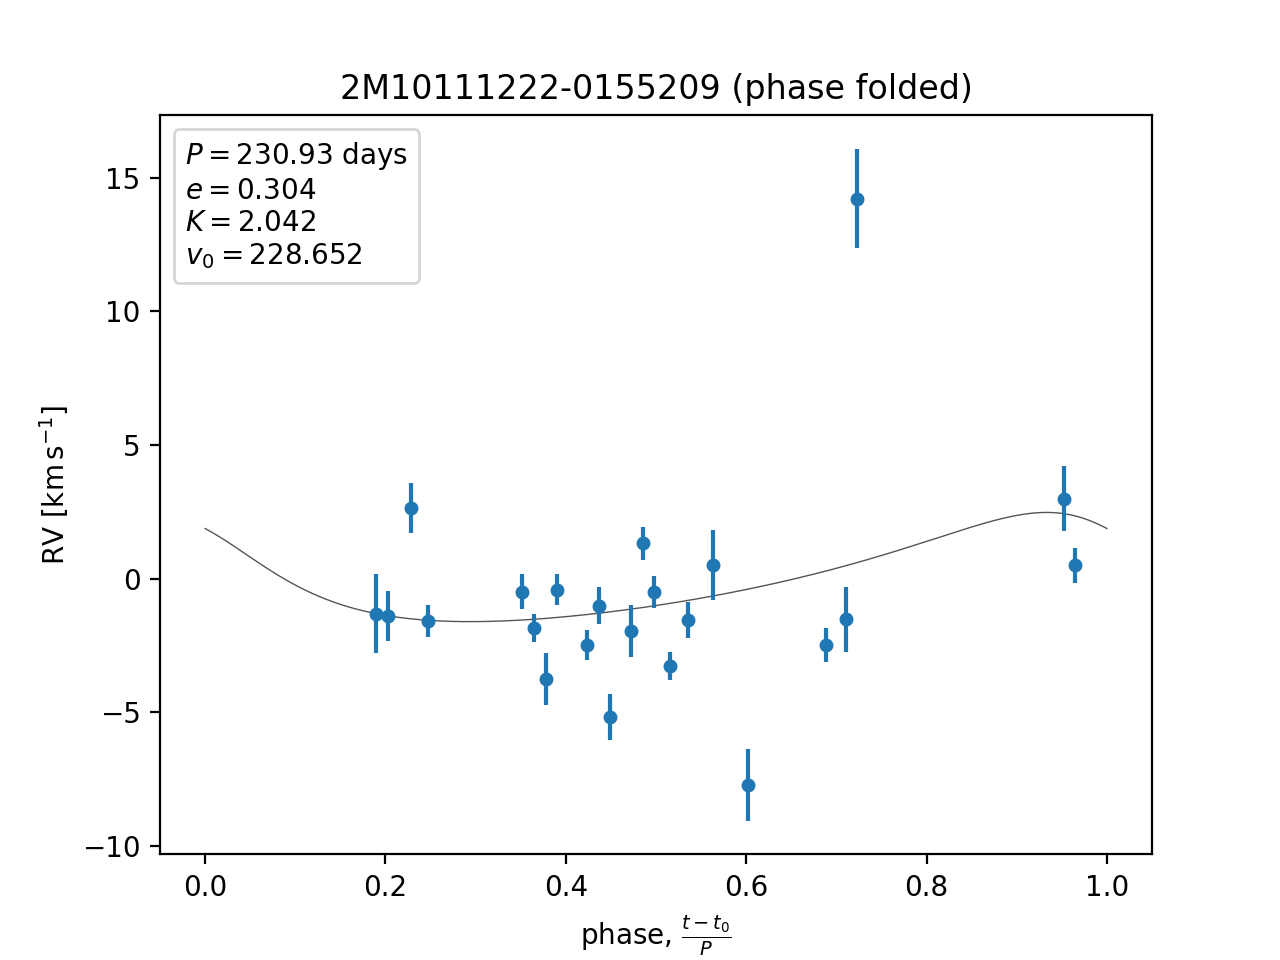 2M10111222-0155209 (phase folded)
P = 230.93 days
e = 0.304
K = 2.042
v₀ = 228.652
15
10
5
0
−5
−10
RV [km s⁻¹]
0.0 0.2 0.4 0.6 0.8 1.0
phase, (t − t₀)/P